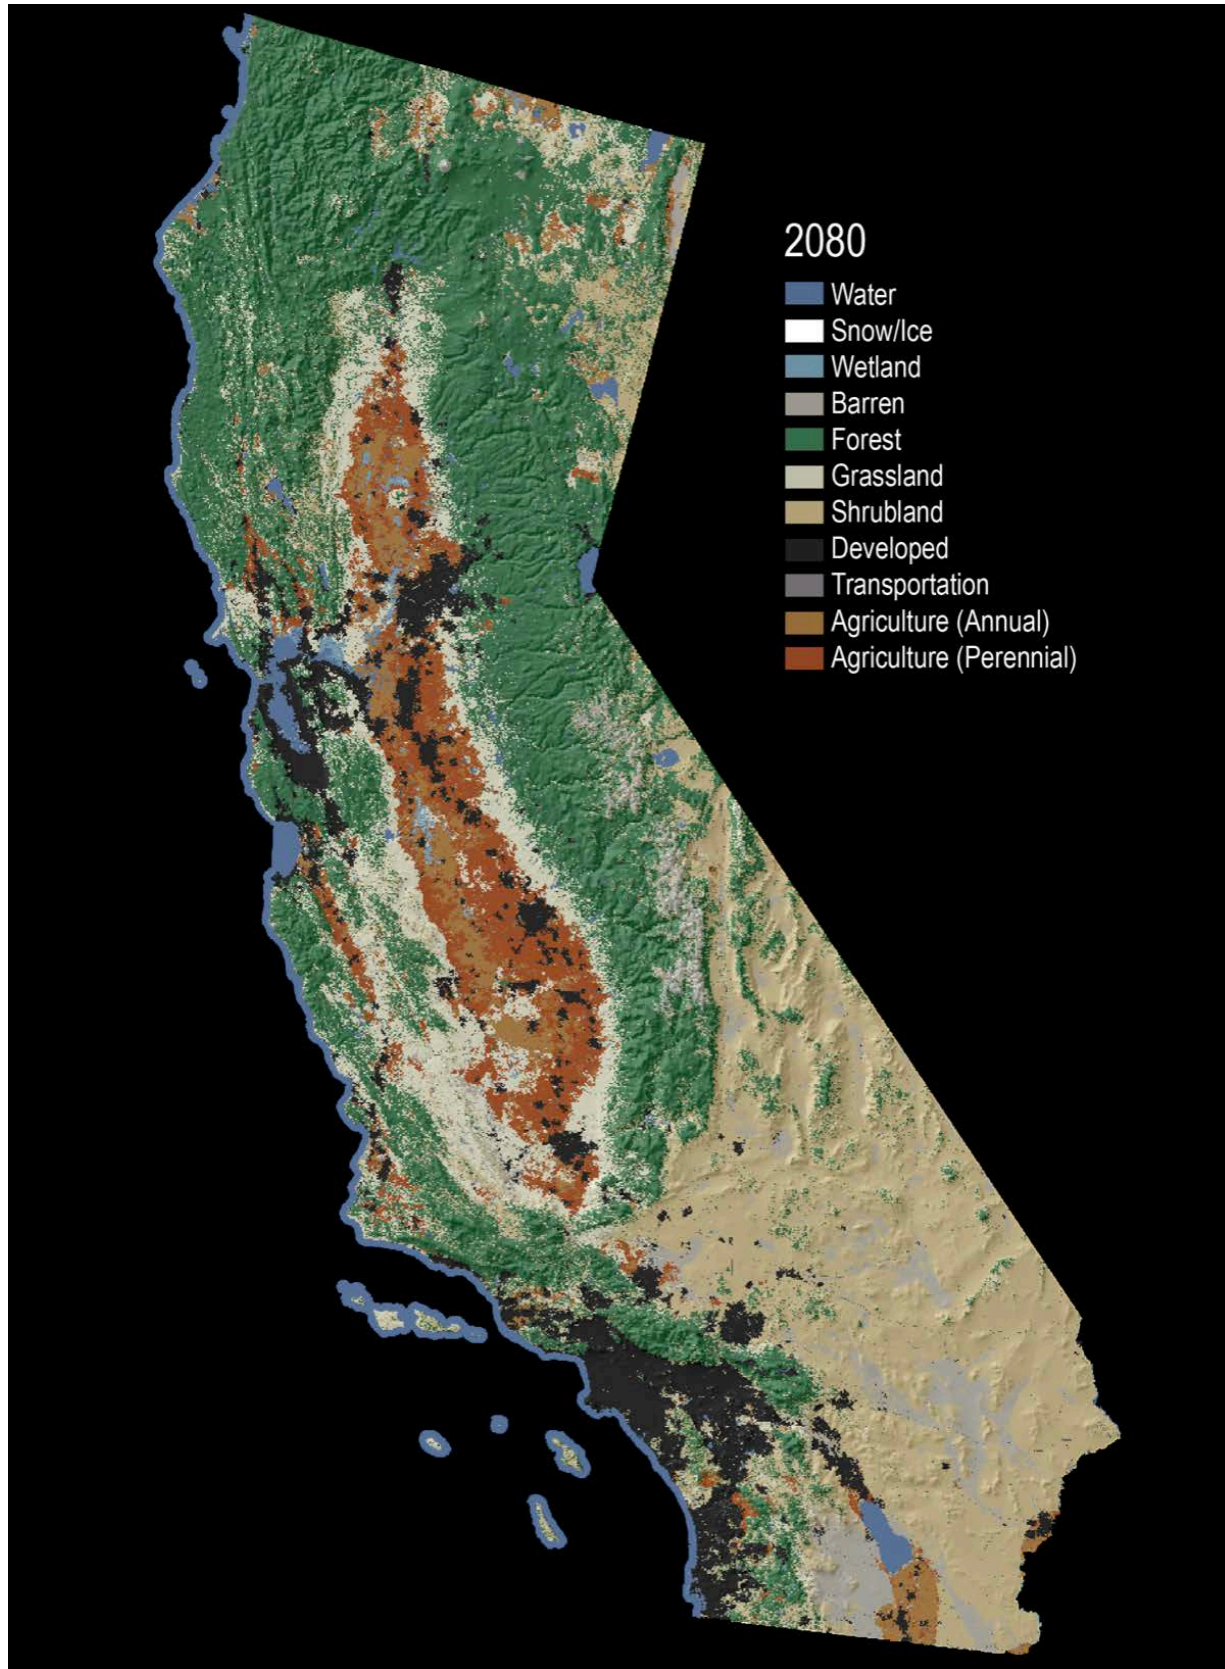 2080
Water
Snow/Ice
Wetland
Barren
Forest
Grassland
Shrubland
Developed
Transportation
Agriculture (Annual)
Agriculture (Perennial)